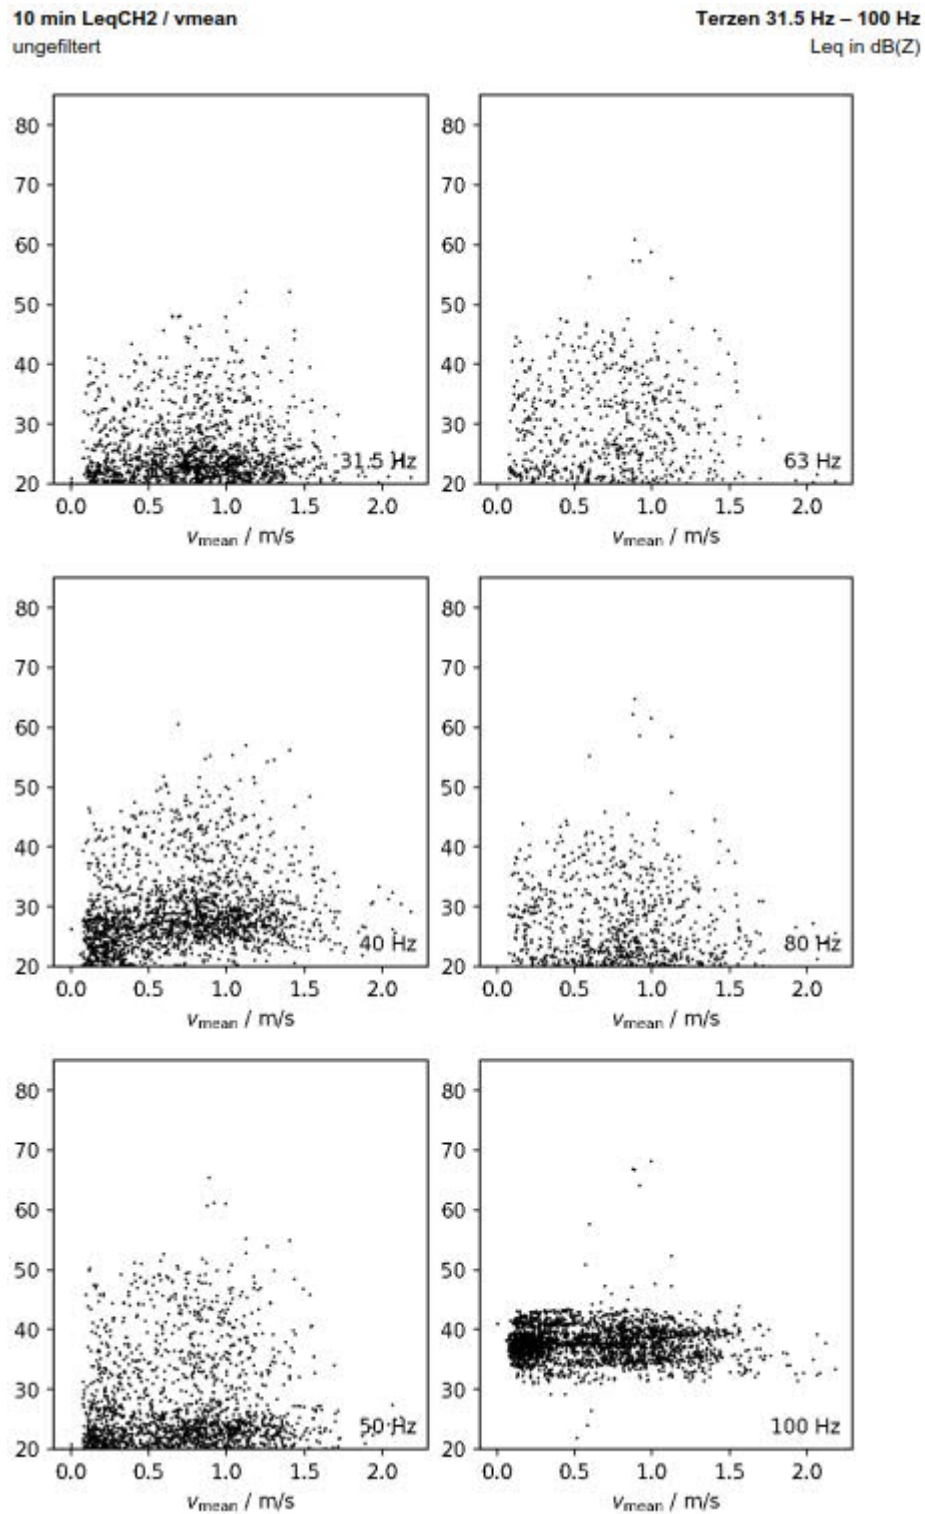 10 min LeqCH2 / vmean
Terzen 31.5 Hz – 100 Hz
ungefiltert
Leq in dB(Z)
80
70
60
50
40
30
20
31.5 Hz
0.0 0.5 1.0 1.5 2.0
vmean / m/s
80
70
60
50
40
30
20
63 Hz
0.0 0.5 1.0 1.5 2.0
vmean / m/s
80
70
60
50
40
30
20
40 Hz
0.0 0.5 1.0 1.5 2.0
vmean / m/s
80
70
60
50
40
30
20
80 Hz
0.0 0.5 1.0 1.5 2.0
vmean / m/s
80
70
60
50
40
30
20
50 Hz
0.0 0.5 1.0 1.5 2.0
vmean / m/s
80
70
60
50
40
30
20
100 Hz
0.0 0.5 1.0 1.5 2.0
vmean / m/s